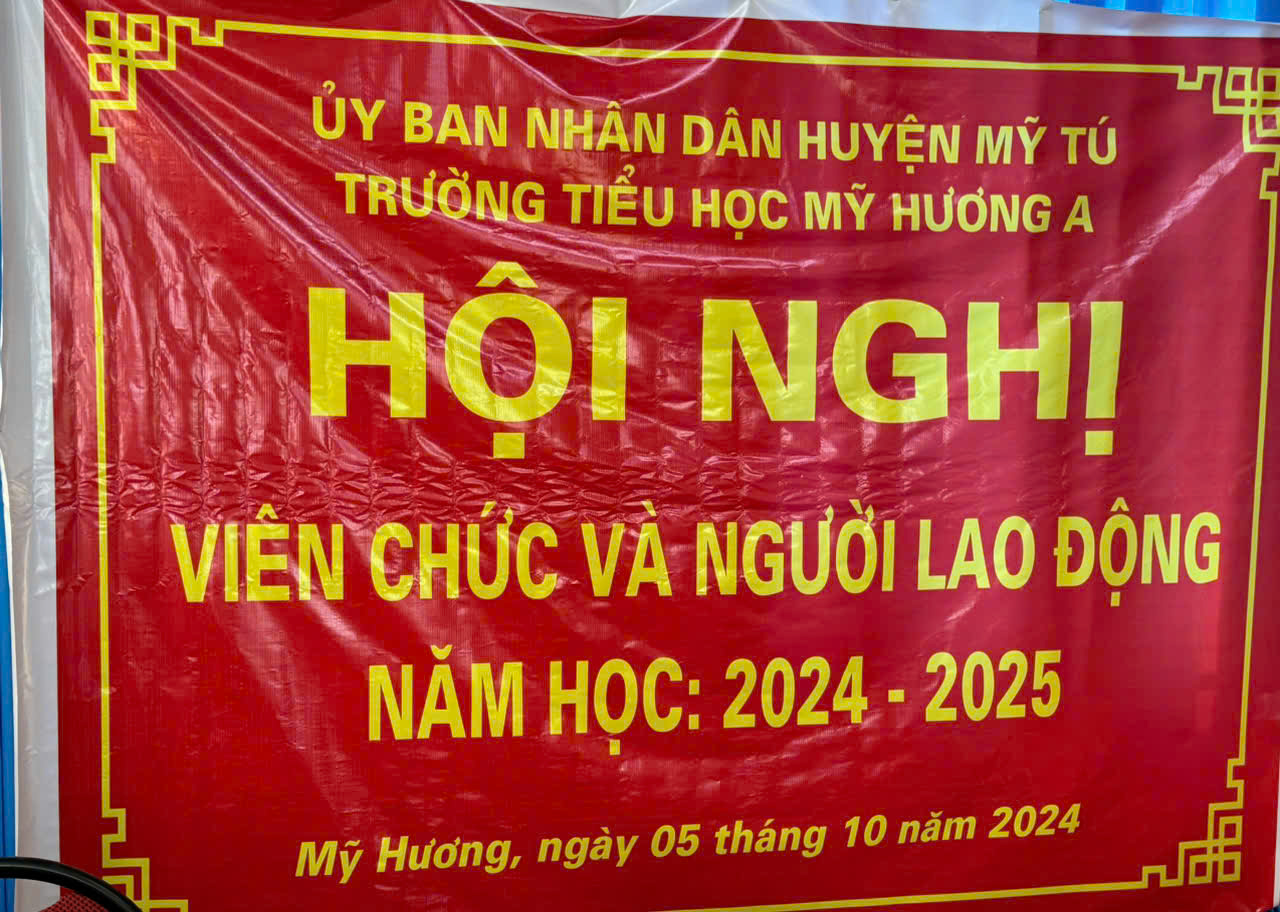 ỦY BAN NHÂN DÂN HUYỆN MỸ TÚ
TRƯỜNG TIỂU HỌC MỸ HƯƠNG A
HỘI NGHỊ
VIÊN CHỨC VÀ NGƯỜI LAO ĐỘNG
NĂM HỌC: 2024 - 2025
Mỹ Hương, ngày 05 tháng 10 năm 2024